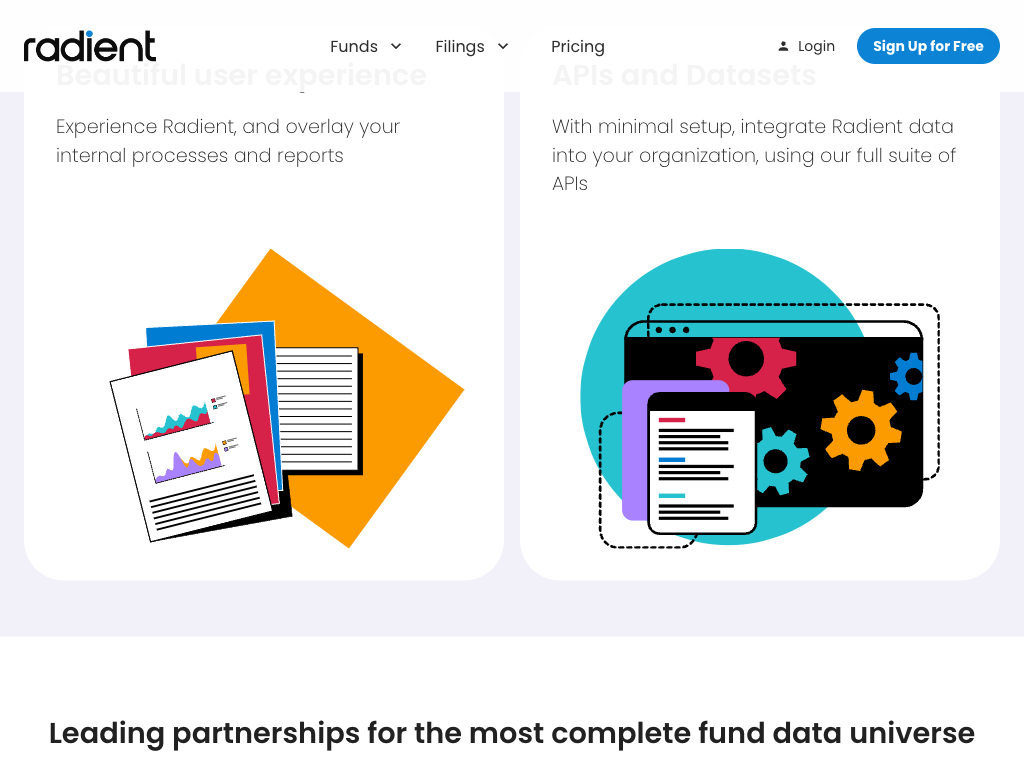 radient
Funds
Filings
Pricing
Login
Sign Up for Free
Beautiful user experience
Experience Radient, and overlay your
internal processes and reports
APIs and Datasets
With minimal setup, integrate Radient data
into your organization, using our full suite of
APIs
Leading partnerships for the most complete fund data universe